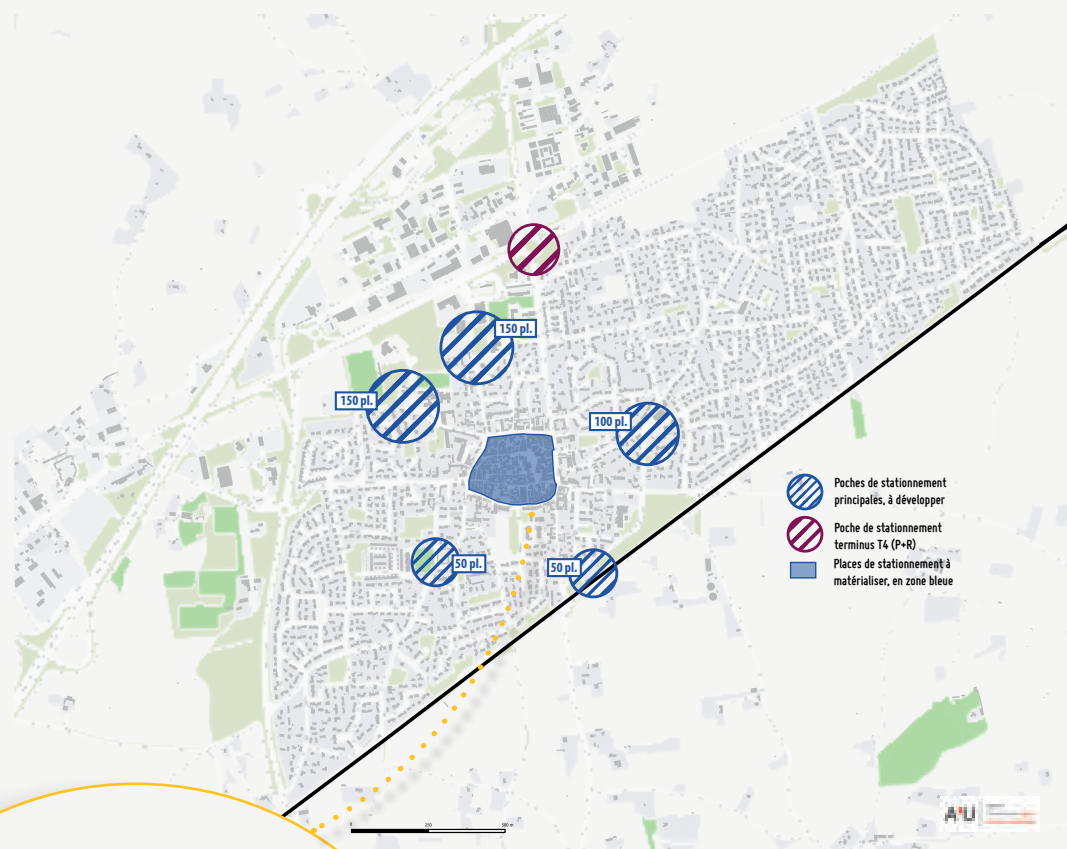 150 pl.
150 pl.
100 pl.
50 pl.
50 pl.
Poches de stationnement
principales, à développer
Poche de stationnement
terminus T4 (P+R)
Places de stationnement à
matérialiser, en zone bleue
0 250 500 m